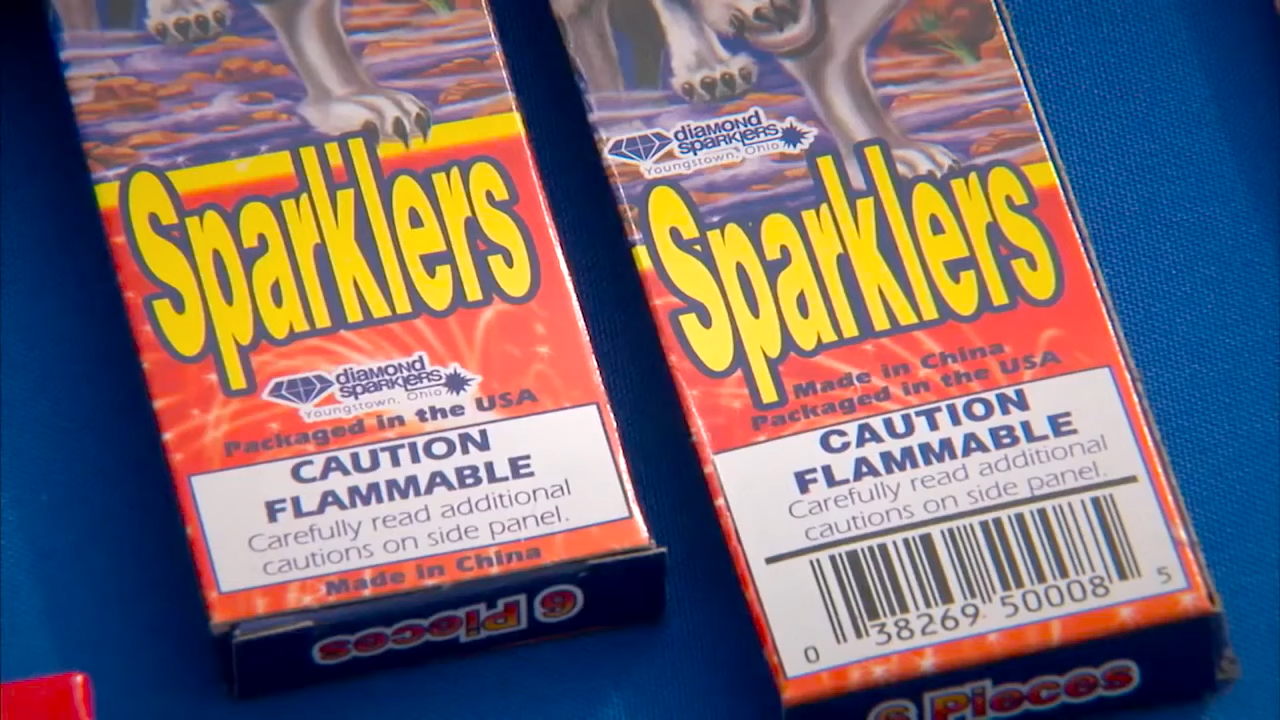 Sparklers
diamond
sparklers
Youngstown, Ohio
Packaged in the USA
CAUTION
FLAMMABLE
Carefully read additional
cautions on side panel.
Made in China
6 Pieces
diamond
sparklers
Youngstown, Ohio
Sparklers
Made in China
Packaged in the USA
CAUTION
FLAMMABLE
Carefully read additional
cautions on side panel.
0 38269 50008 5
6 Pieces